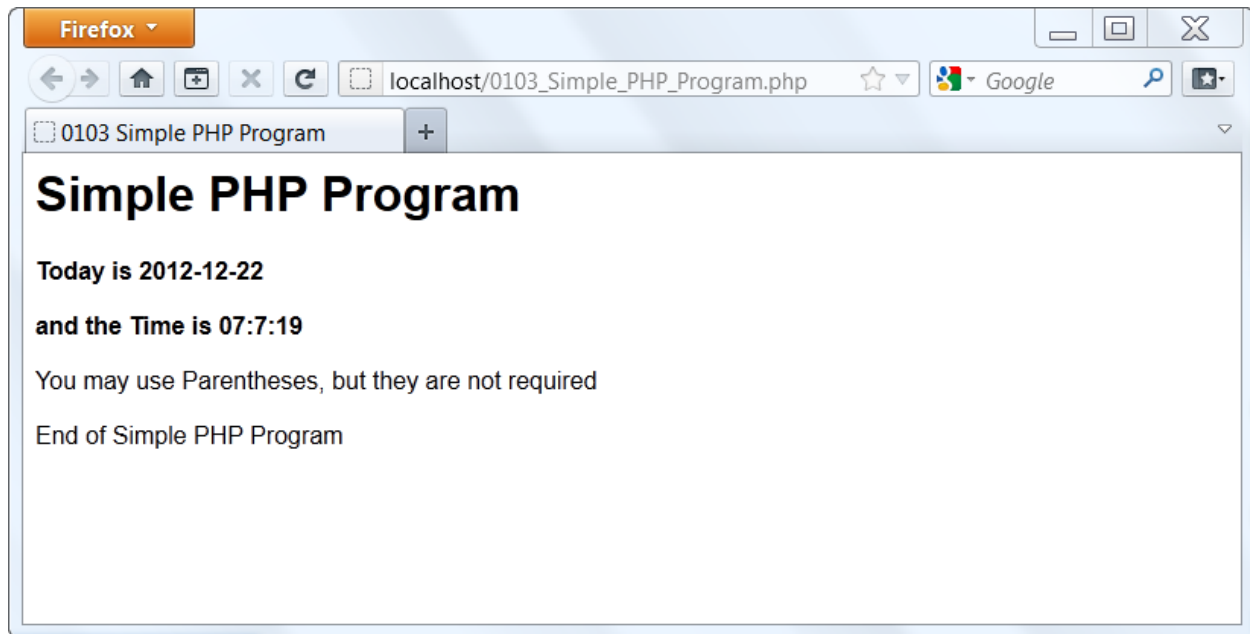 Firefox
localhost/0103_Simple_PHP_Program.php
Google
0103 Simple PHP Program
Simple PHP Program
Today is 2012-12-22
and the Time is 07:7:19
You may use Parentheses, but they are not required
End of Simple PHP Program